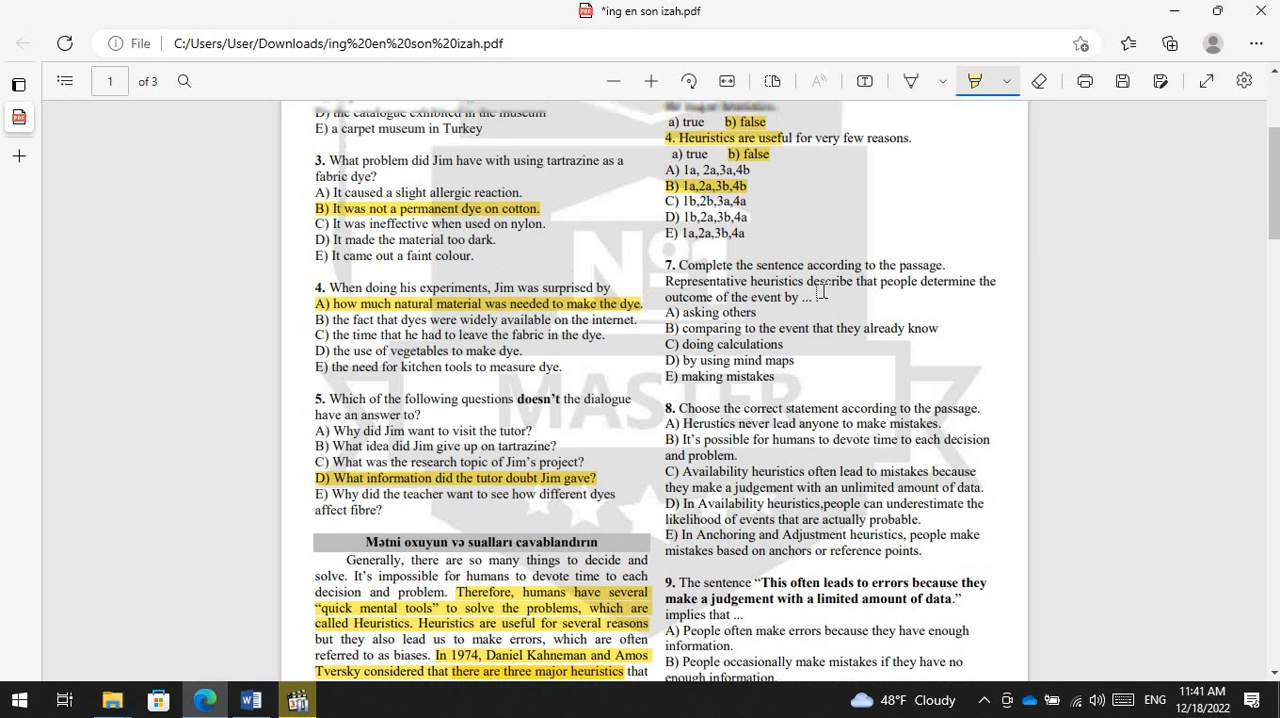 *ing en son izah.pdf
File
C:/Users/User/Downloads/ing%20en%20son%20izah.pdf
1 of 3
D) the catalogue exhibited in the museum
E) a carpet museum in Turkey
3. What problem did Jim have with using tartrazine as a
fabric dye?
A) It caused a slight allergic reaction.
B) It was not a permanent dye on cotton.
C) It was ineffective when used on nylon.
D) It made the material too dark.
E) It came out a faint colour.
4. When doing his experiments, Jim was surprised by
A) how much natural material was needed to make the dye.
B) the fact that dyes were widely available on the internet.
C) the time that he had to leave the fabric in the dye.
D) the use of vegetables to make dye.
E) the need for kitchen tools to measure dye.
5. Which of the following questions doesn’t the dialogue
have an answer to?
A) Why did Jim want to visit the tutor?
B) What idea did Jim give up on tartrazine?
C) What was the research topic of Jim’s project?
D) What information did the tutor doubt Jim gave?
E) Why did the teacher want to see how different dyes
affect fibre?
Mətni oxuyun və sualları cavablandırın
Generally, there are so many things to decide and
solve. It’s impossible for humans to devote time to each
decision and problem. Therefore, humans have several
“quick mental tools” to solve the problems, which are
called Heuristics. Heuristics are useful for several reasons
but they also lead us to make errors, which are often
referred to as biases. In 1974, Daniel Kahneman and Amos
Tversky considered that there are three major heuristics that
the major heuristics.
a) true b) false
4. Heuristics are useful for very few reasons.
a) true b) false
A) 1a, 2a,3a,4b
B) 1a,2a,3b,4b
C) 1b,2b,3a,4a
D) 1b,2a,3b,4a
E) 1a,2a,3b,4a
7. Complete the sentence according to the passage.
Representative heuristics describe that people determine the
outcome of the event by ... .
A) asking others
B) comparing to the event that they already know
C) doing calculations
D) by using mind maps
E) making mistakes
8. Choose the correct statement according to the passage.
A) Herustics never lead anyone to make mistakes.
B) It’s possible for humans to devote time to each decision
and problem.
C) Availability heuristics often lead to mistakes because
they make a judgement with an unlimited amount of data.
D) In Availability heuristics,people can underestimate the
likelihood of events that are actually probable.
E) In Anchoring and Adjustment heuristics, people make
mistakes based on anchors or reference points.
9. The sentence “This often leads to errors because they
make a judgement with a limited amount of data.”
implies that ...
A) People often make errors because they have enough
information.
B) People occasionally make mistakes if they have no
enough information.
№1
MASTER
48°F Cloudy
ENG
11:41 AM
12/18/2022